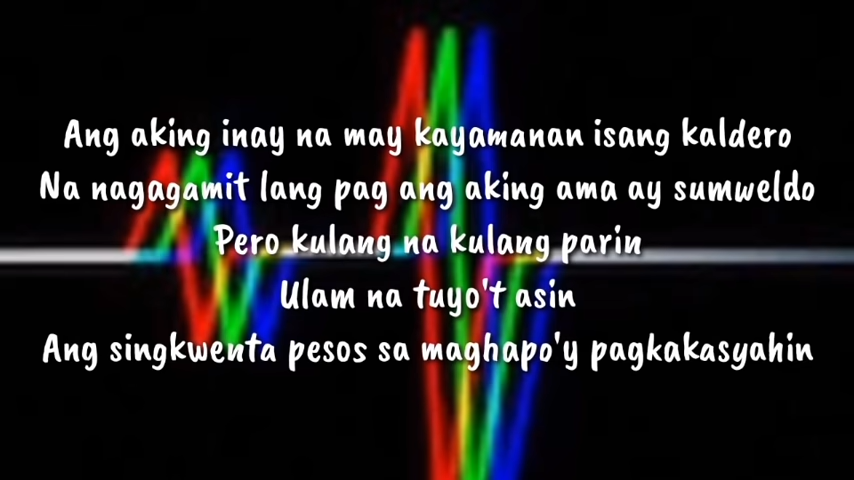 Ang aking inay na may kayamanan isang kaldero
Na nagagamit lang pag ang aking ama ay sumweldo
Pero kulang na kulang parin
Ulam na tuyo't asin
Ang singkwenta pesos sa maghapo'y pagkakasyahin